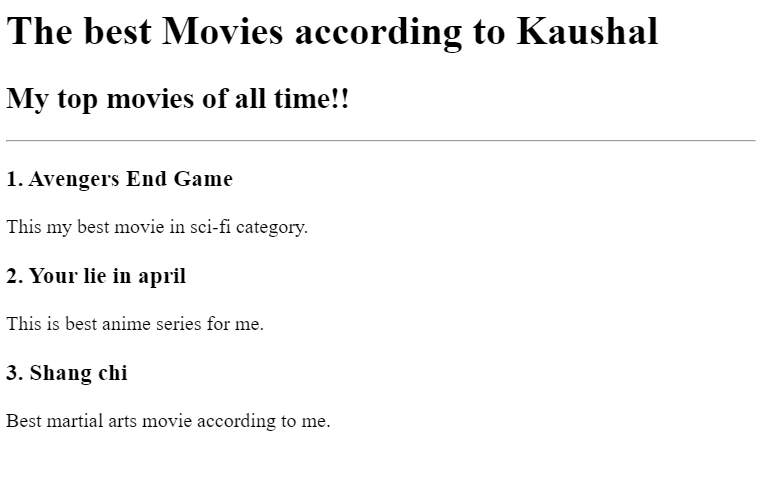 The best Movies according to Kaushal
My top movies of all time!!
1. Avengers End Game
This my best movie in sci-fi category.
2. Your lie in april
This is best anime series for me.
3. Shang chi
Best martial arts movie according to me.